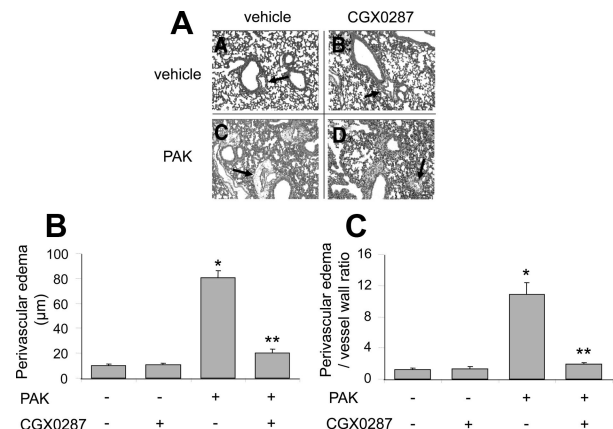 vehicle CGX0287
A
vehicle
A B
PAK
C D
B
Perivascular edema
(µm)
100
80
60
40
20
0
*
**
PAK - - + +
CGX0287 - + - +
C
Perivascular edema
/ vessel wall ratio
16
12
8
4
0
*
**
PAK - - + +
CGX0287 - + - +